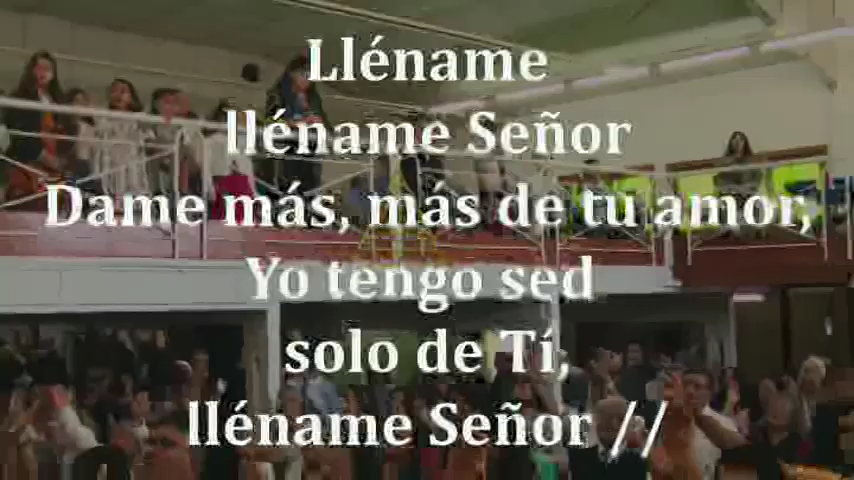 Lléname
lléname Señor
Dame más, más de tu amor,
Yo tengo sed
solo de Tí,
lléname Señor //